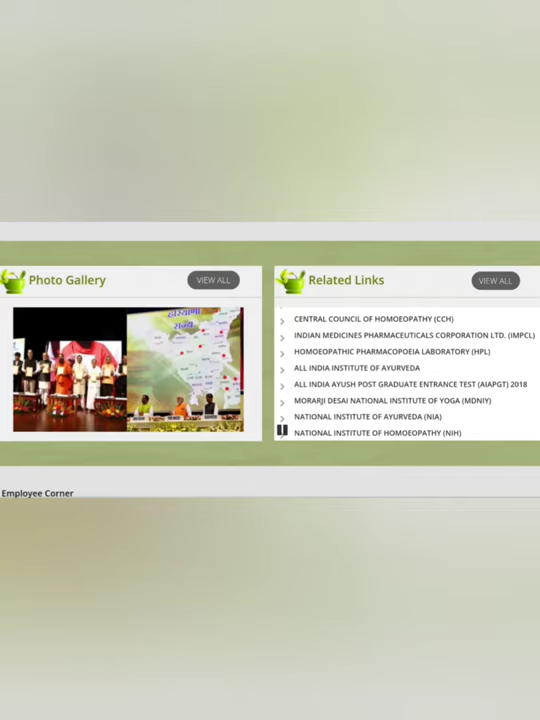 Photo Gallery
VIEW ALL
हरियाणा
राज्य
Related Links
VIEW ALL
CENTRAL COUNCIL OF HOMOEOPATHY (CCH)
INDIAN MEDICINES PHARMACEUTICALS CORPORATION LTD. (IMPCL)
HOMOEOPATHIC PHARMACOPOEIA LABORATORY (HPL)
ALL INDIA INSTITUTE OF AYURVEDA
ALL INDIA AYUSH POST GRADUATE ENTRANCE TEST (AIAPGT) 2018
MORARJI DESAI NATIONAL INSTITUTE OF YOGA (MDNIY)
NATIONAL INSTITUTE OF AYURVEDA (NIA)
NATIONAL INSTITUTE OF HOMOEOPATHY (NIH)
Employee Corner